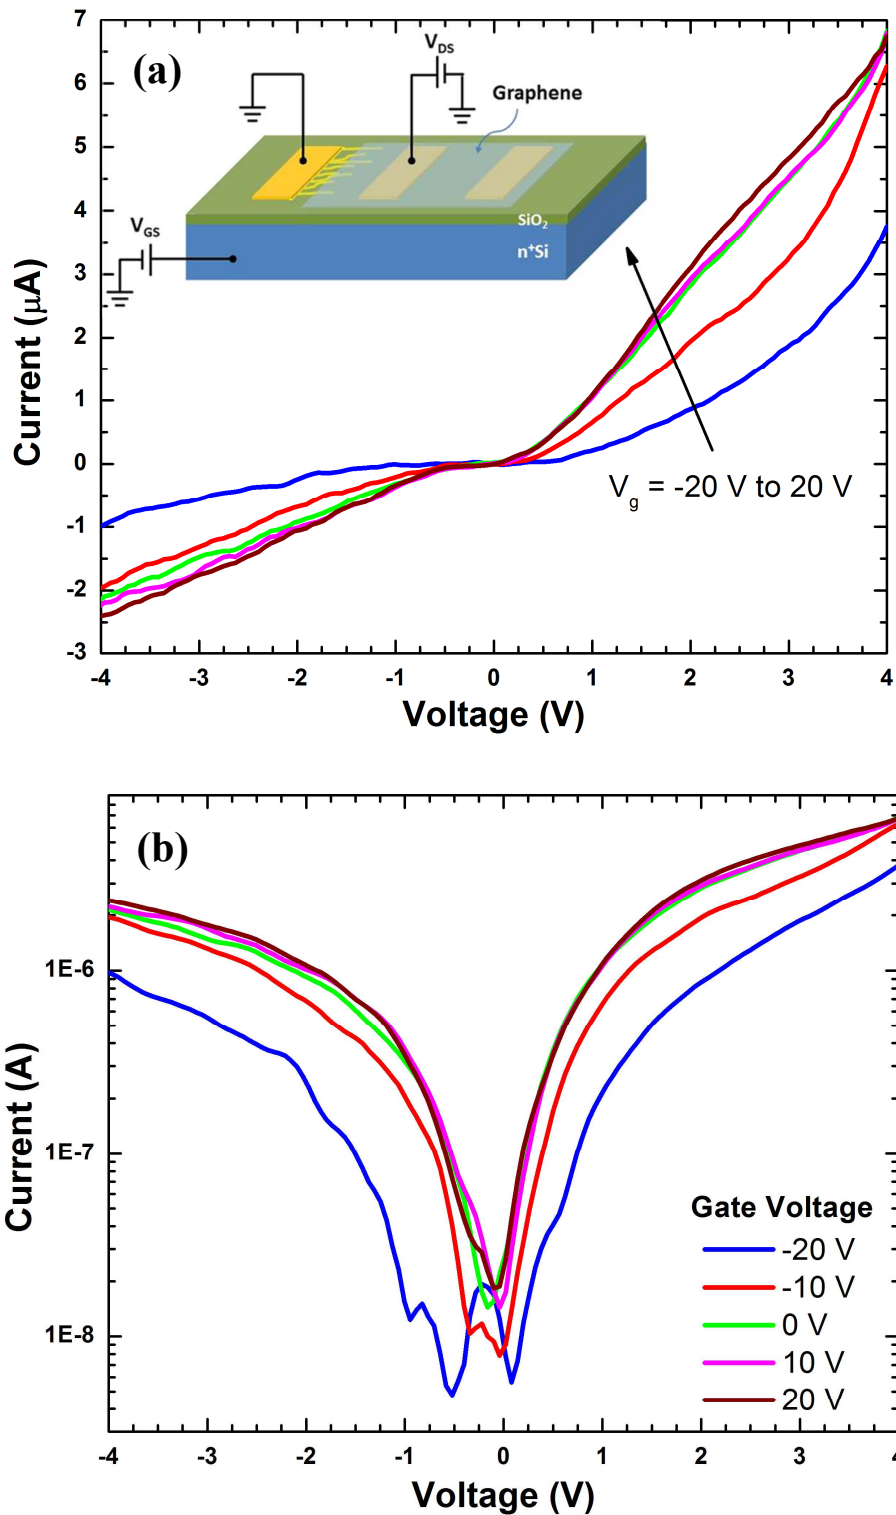 (a)
7
6
5
4
3
2
1
0
-1
-2
-3
Current (μA)
V_DS
Graphene
V_GS
SiO₂
n⁺Si
V_g = -20 V to 20 V
-4 -3 -2 -1 0 1 2 3 4
Voltage (V)
(b)
1E-6
1E-7
1E-8
Current (A)
Gate Voltage
-20 V
-10 V
0 V
10 V
20 V
-4 -3 -2 -1 0 1 2 3 4
Voltage (V)